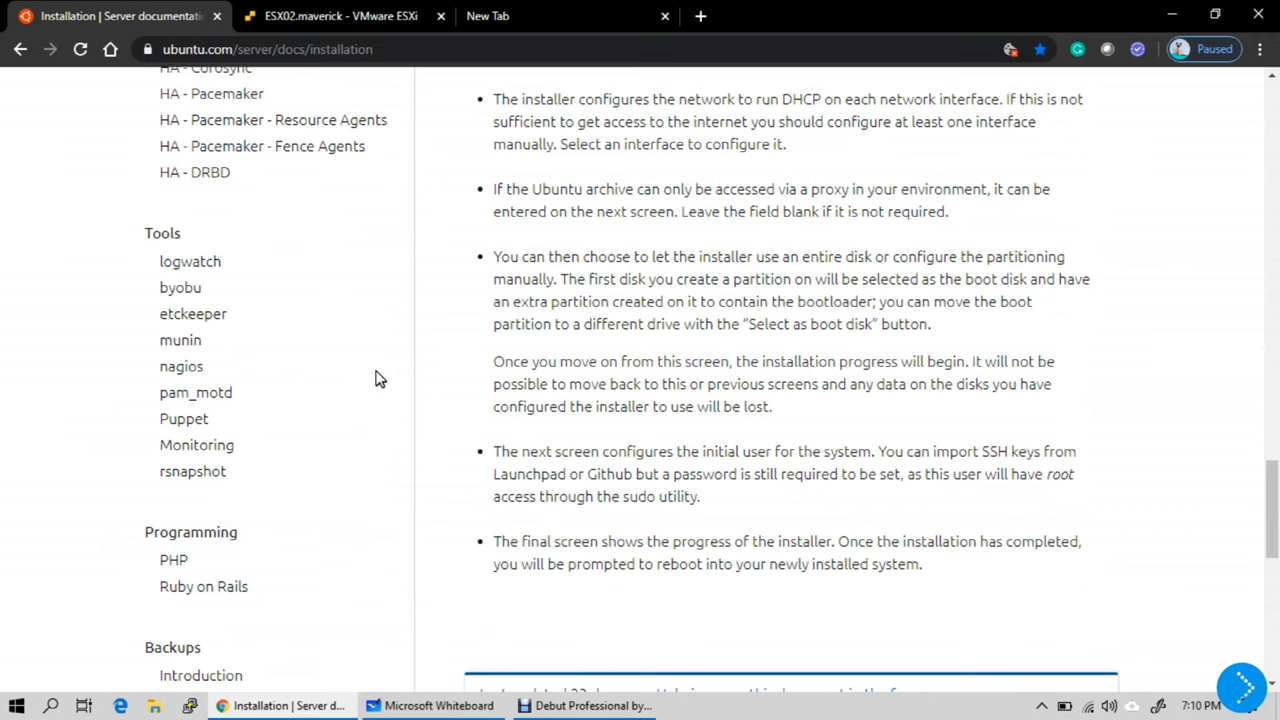 Installation | Server documentatio
ESX02.maverick - VMware ESXi
New Tab
ubuntu.com/server/docs/installation
Paused
HA - Corosync
HA - Pacemaker
HA - Pacemaker - Resource Agents
HA - Pacemaker - Fence Agents
HA - DRBD
Tools
logwatch
byobu
etckeeper
munin
nagios
pam_motd
Puppet
Monitoring
rsnapshot
Programming
PHP
Ruby on Rails
Backups
Introduction
• The installer configures the network to run DHCP on each network interface. If this is not
sufficient to get access to the internet you should configure at least one interface
manually. Select an interface to configure it.
• If the Ubuntu archive can only be accessed via a proxy in your environment, it can be
entered on the next screen. Leave the field blank if it is not required.
• You can then choose to let the installer use an entire disk or configure the partitioning
manually. The first disk you create a partition on will be selected as the boot disk and have
an extra partition created on it to contain the bootloader; you can move the boot
partition to a different drive with the “Select as boot disk” button.
Once you move on from this screen, the installation progress will begin. It will not be
possible to move back to this or previous screens and any data on the disks you have
configured the installer to use will be lost.
• The next screen configures the initial user for the system. You can import SSH keys from
Launchpad or Github but a password is still required to be set, as this user will have root
access through the sudo utility.
• The final screen shows the progress of the installer. Once the installation has completed,
you will be prompted to reboot into your newly installed system.
Installation | Server d...
Microsoft Whiteboard
Debut Professional by...
7:10 PM